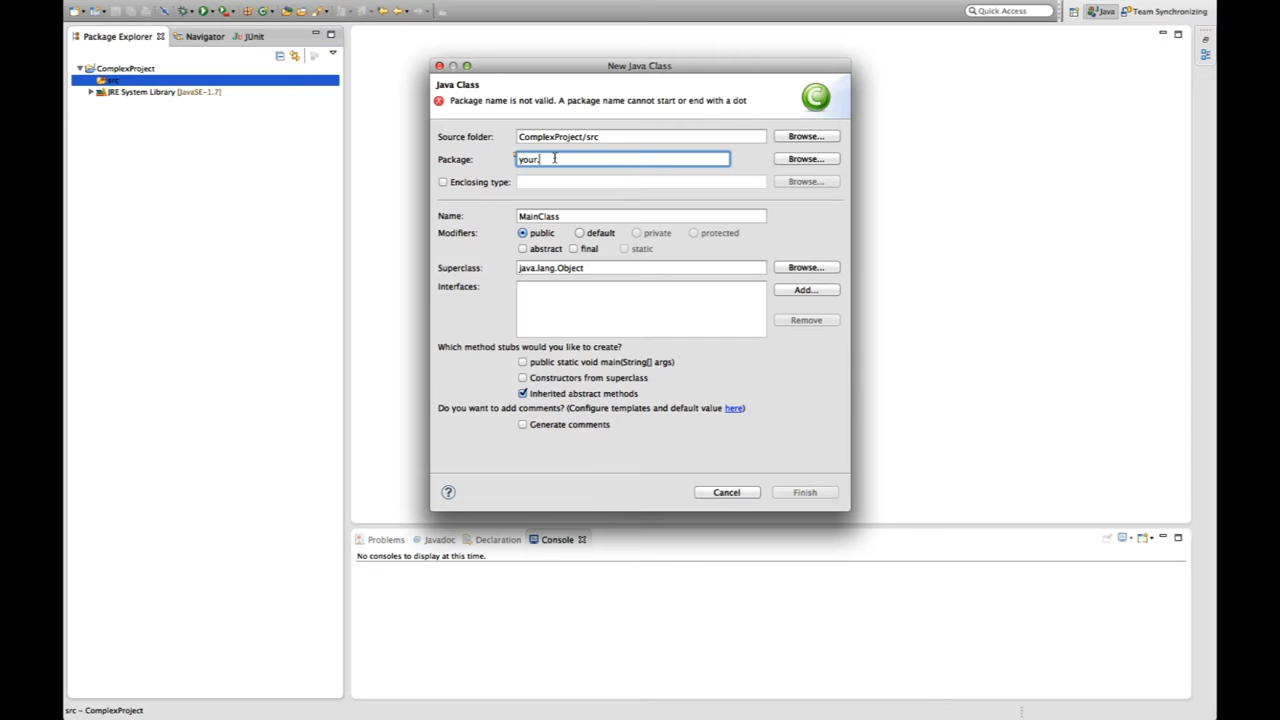 Quick Access
Java
Team Synchronizing
Package Explorer
Navigator
JUnit
ComplexProject
src
JRE System Library [JavaSE-1.7]
New Java Class
Java Class
Package name is not valid. A package name cannot start or end with a dot
Source folder: ComplexProject/src Browse...
Package: your. Browse...
Enclosing type: Browse...
Name: MainClass
Modifiers: public default private protected
abstract final static
Superclass: java.lang.Object Browse...
Interfaces: Add...
Remove
Which method stubs would you like to create?
public static void main(String[] args)
Constructors from superclass
Inherited abstract methods
Do you want to add comments? (Configure templates and default value here)
Generate comments
? Cancel Finish
Problems @ Javadoc Declaration Console
No consoles to display at this time.
src - ComplexProject